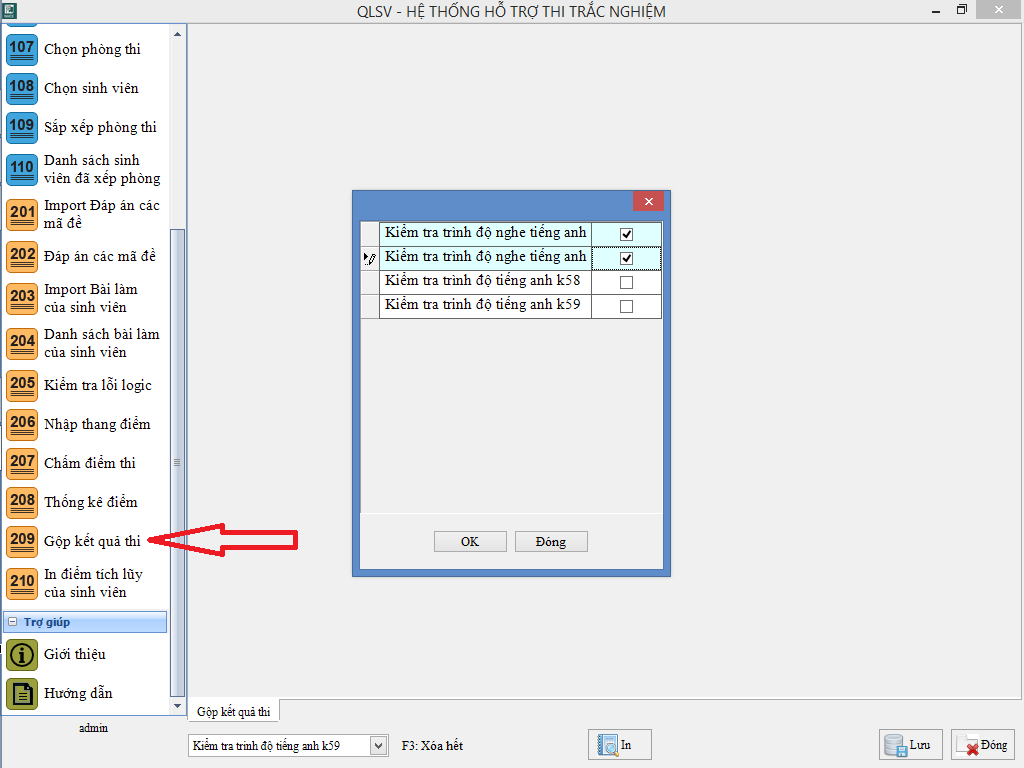 QLSV - HỆ THỐNG HỖ TRỢ THI TRẮC NGHIỆM
107 Chọn phòng thi
108 Chọn sinh viên
109 Sắp xếp phòng thi
110 Danh sách sinh
viên đã xếp phòng
201 Import Đáp án các
mã đề
202 Đáp án các mã đề
203 Import Bài làm
của sinh viên
204 Danh sách bài làm
của sinh viên
205 Kiểm tra lỗi logic
206 Nhập thang điểm
207 Chấm điểm thi
208 Thống kê điểm
209 Gộp kết quả thi
210 In điểm tích lũy
của sinh viên
Trợ giúp
Giới thiệu
Hướng dẫn
admin
Kiểm tra trình độ nghe tiếng anh
Kiểm tra trình độ nghe tiếng anh
Kiểm tra trình độ tiếng anh k58
Kiểm tra trình độ tiếng anh k59
OK Đóng
Gộp kết quả thi
Kiểm tra trình độ tiếng anh k59 F3: Xóa hết In Lưu Đóng